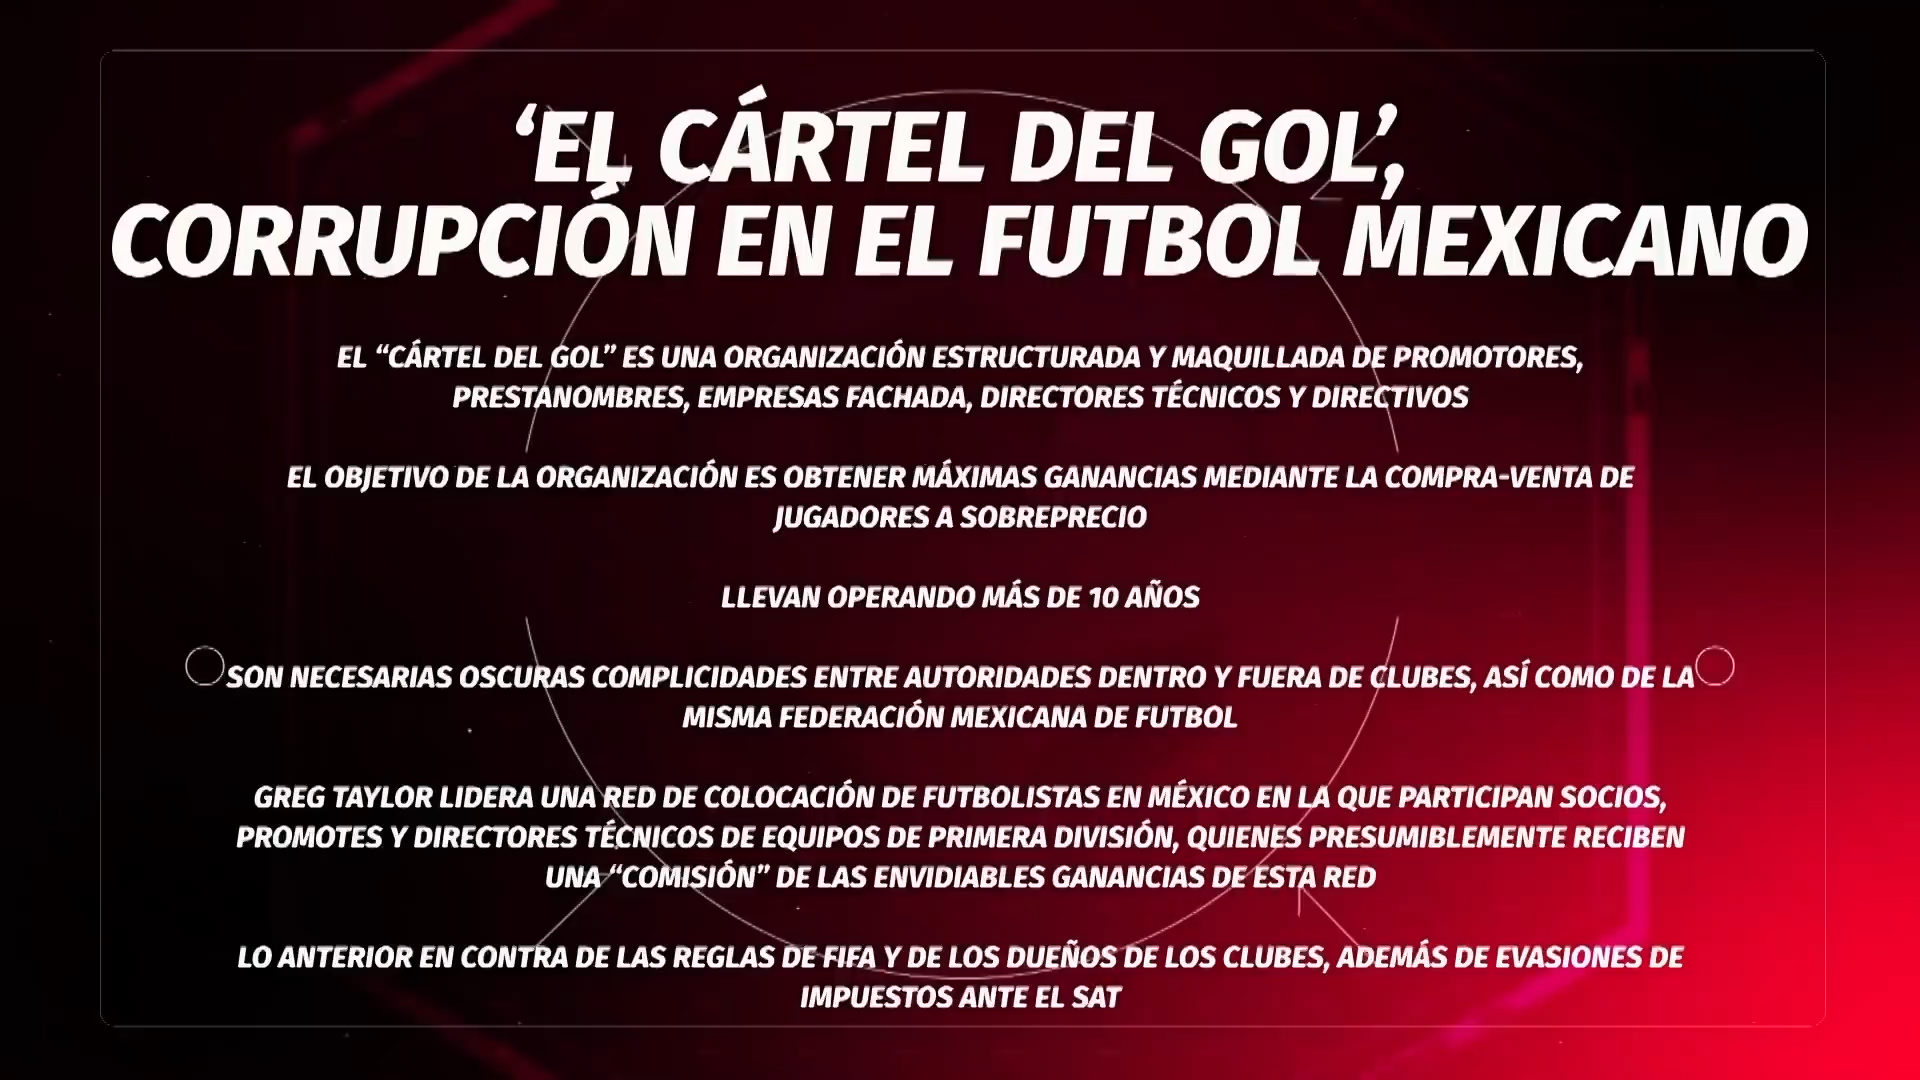 ‘EL CÁRTEL DEL GOL’,
CORRUPCIÓN EN EL FUTBOL MEXICANO
EL “CÁRTEL DEL GOL” ES UNA ORGANIZACIÓN ESTRUCTURADA Y MAQUILLADA DE PROMOTORES,
PRESTANOMBRES, EMPRESAS FACHADA, DIRECTORES TÉCNICOS Y DIRECTIVOS
EL OBJETIVO DE LA ORGANIZACIÓN ES OBTENER MÁXIMAS GANANCIAS MEDIANTE LA COMPRA-VENTA DE
JUGADORES A SOBREPRECIO
LLEVAN OPERANDO MÁS DE 10 AÑOS
SON NECESARIAS OSCURAS COMPLICIDADES ENTRE AUTORIDADES DENTRO Y FUERA DE CLUBES, ASÍ COMO DE LA
MISMA FEDERACIÓN MEXICANA DE FUTBOL
GREG TAYLOR LIDERA UNA RED DE COLOCACIÓN DE FUTBOLISTAS EN MÉXICO EN LA QUE PARTICIPAN SOCIOS,
PROMOTES Y DIRECTORES TÉCNICOS DE EQUIPOS DE PRIMERA DIVISIÓN, QUIENES PRESUMIBLEMENTE RECIBEN
UNA “COMISIÓN” DE LAS ENVIDIABLES GANANCIAS DE ESTA RED
LO ANTERIOR EN CONTRA DE LAS REGLAS DE FIFA Y DE LOS DUEÑOS DE LOS CLUBES, ADEMÁS DE EVASIONES DE
IMPUESTOS ANTE EL SAT